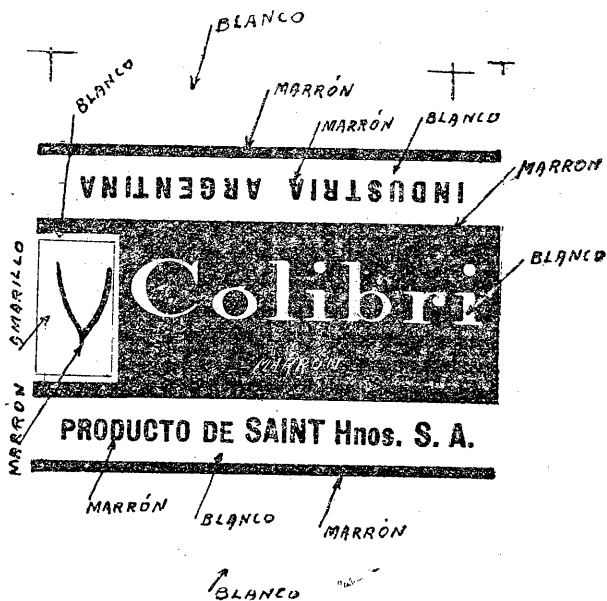 BLANCO
BLANCO
MARRÓN
MARRÓN
BLANCO
INDUSTRIA ARGENTINA
MARRON
AMARILLO
Colibri
BLANCO
MARRON
MARRÓN
PRODUCTO DE SAINT Hnos. S. A.
MARRÓN
BLANCO
MARRÓN
BLANCO